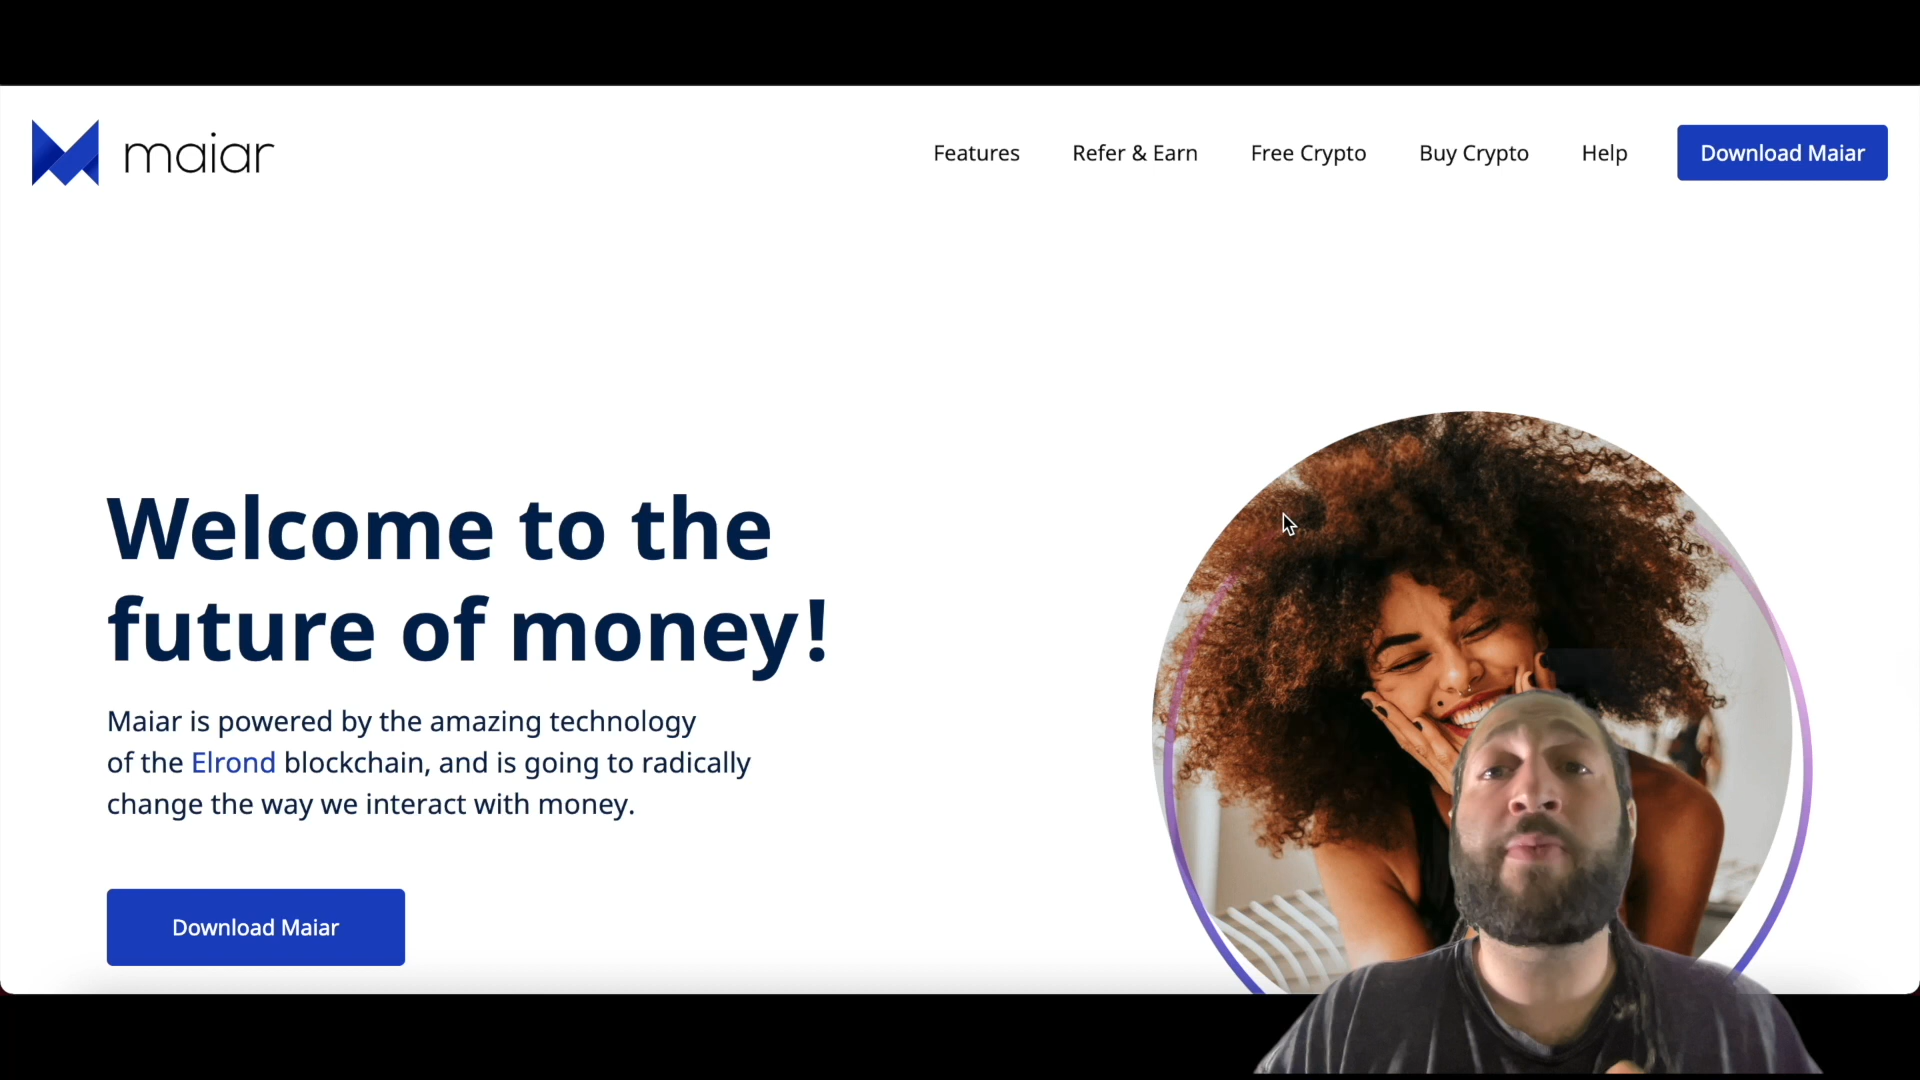 maiar
Features
Refer & Earn
Free Crypto
Buy Crypto
Help
Download Maiar
Welcome to the
future of money!
Maiar is powered by the amazing technology
of the Elrond blockchain, and is going to radically
change the way we interact with money.
Download Maiar